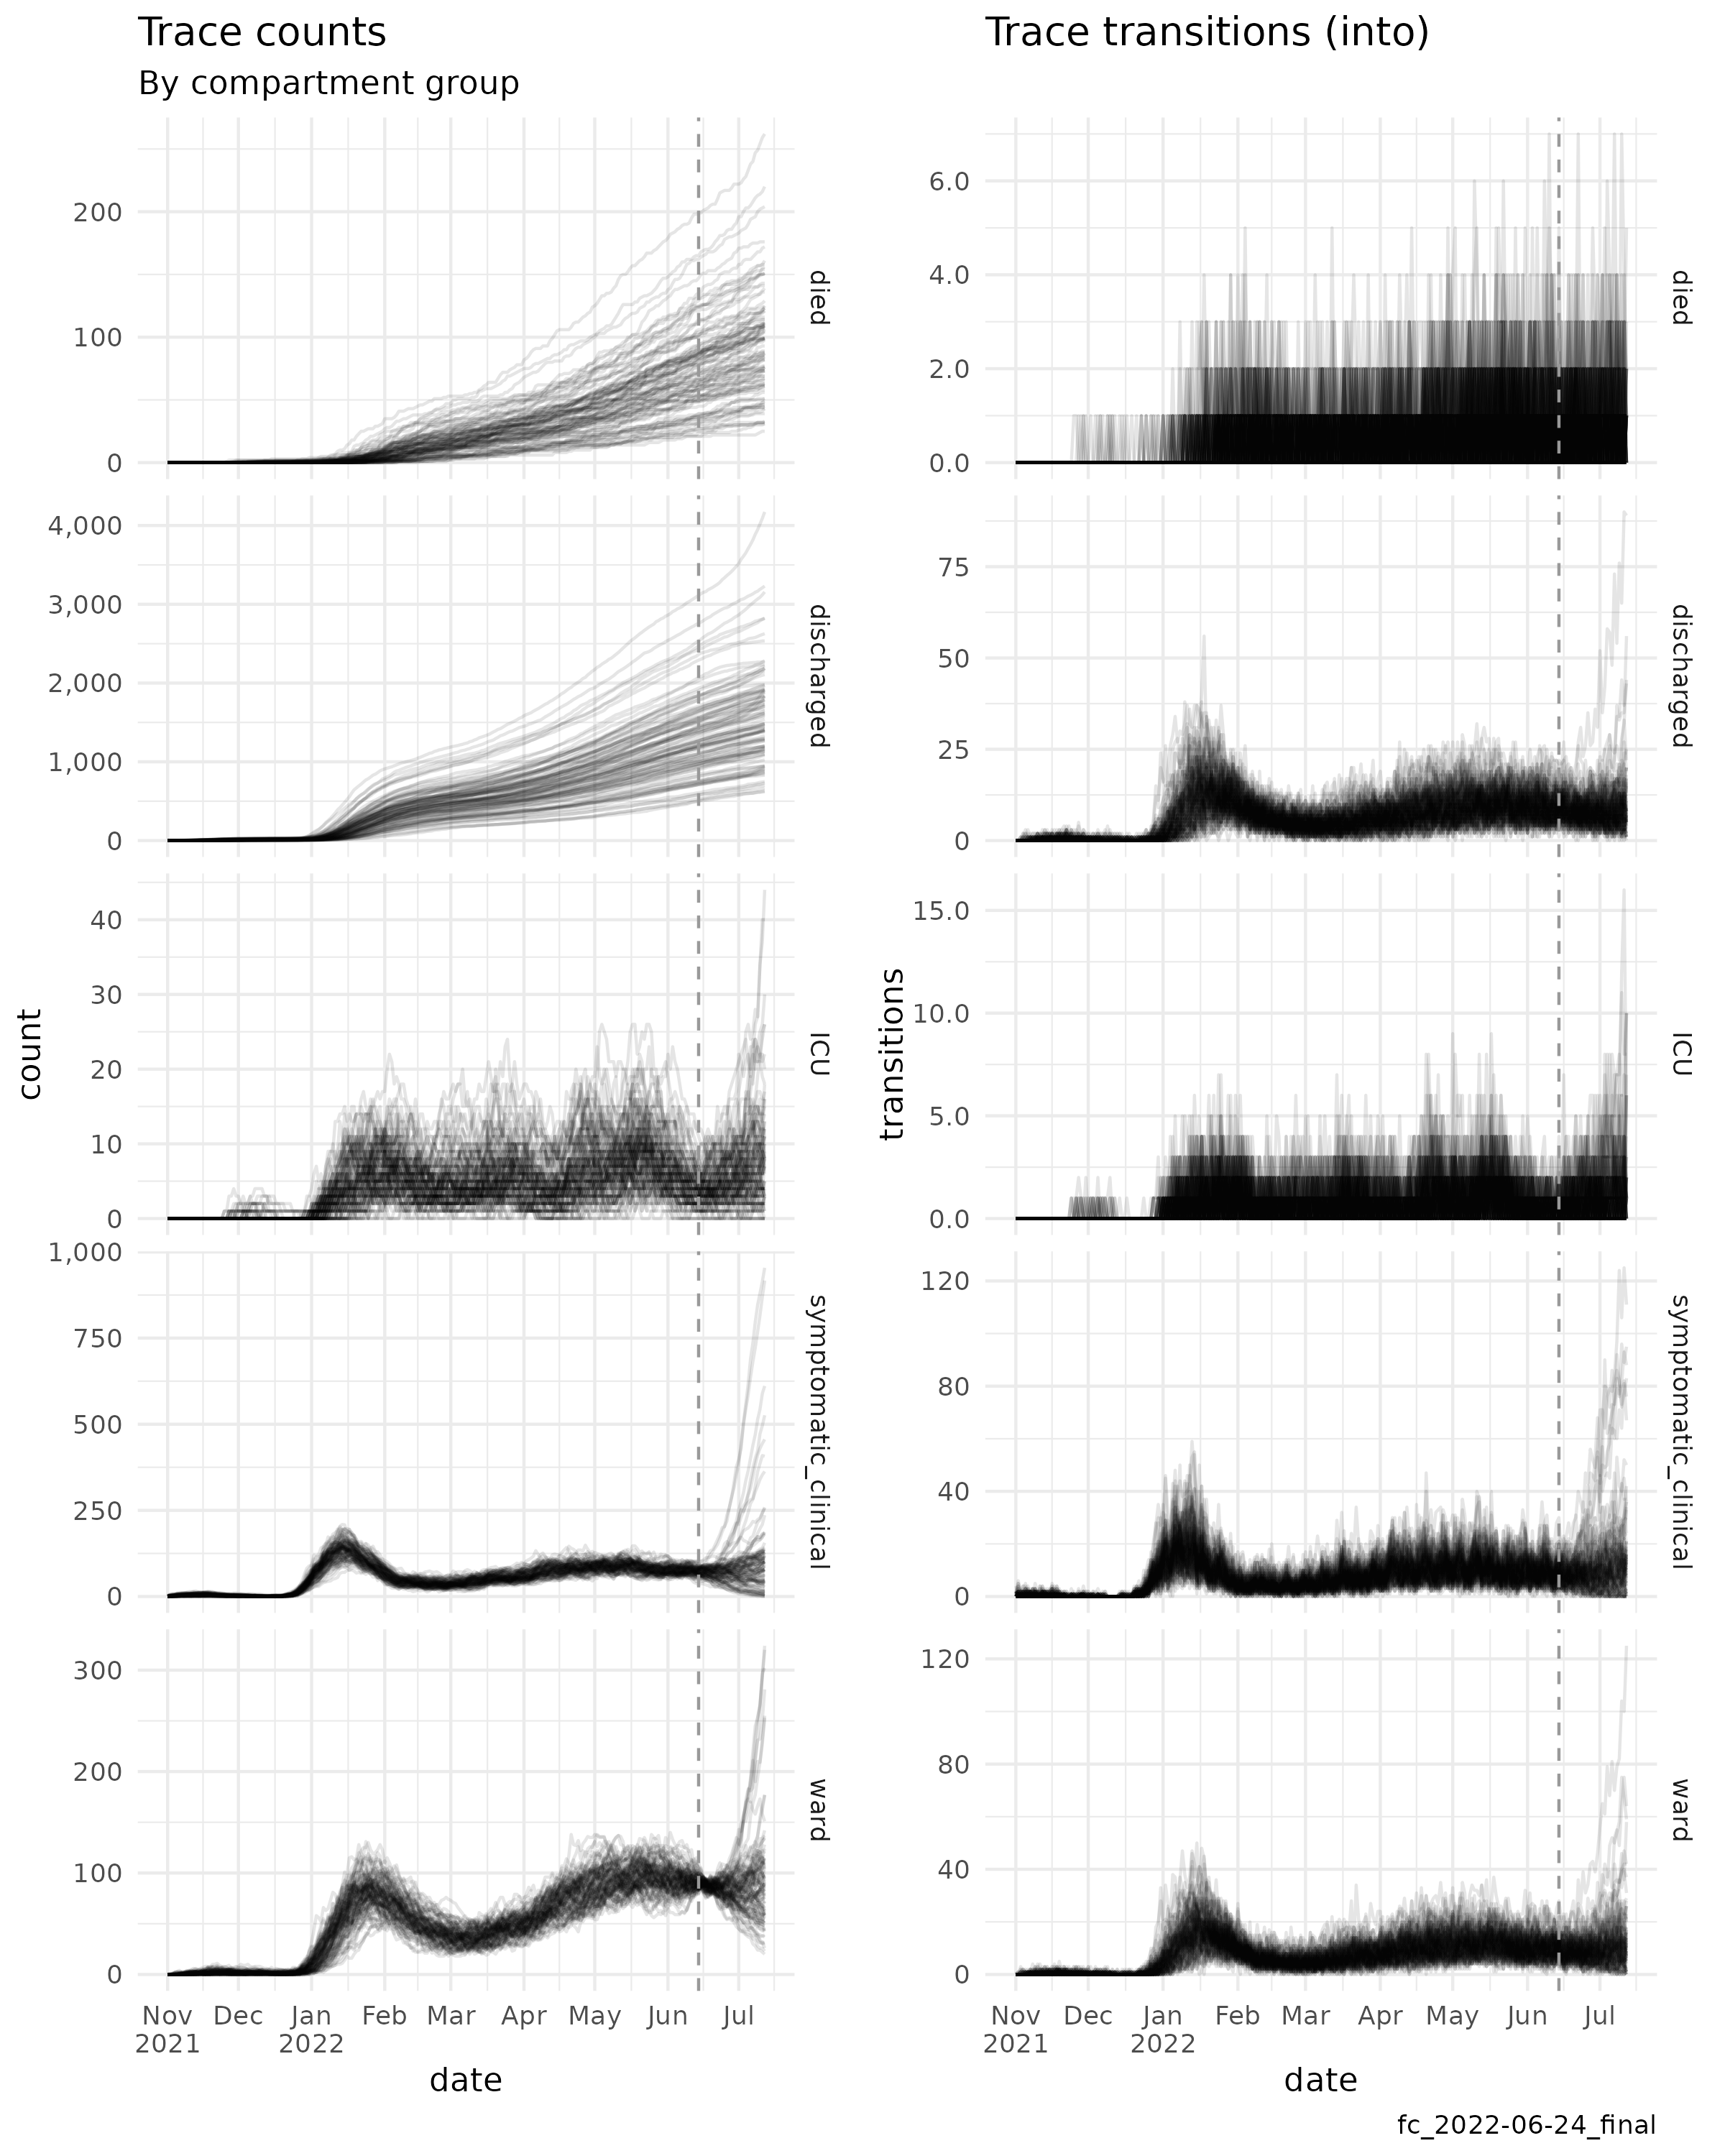 Trace counts
By compartment group
count
200
100
0
died
4,000
3,000
2,000
1,000
0
discharged
40
30
20
10
0
ICU
1,000
750
500
250
0
symptomatic_clinical
300
200
100
0
ward
Nov Dec Jan Feb Mar Apr May Jun Jul
2021 2022
date
Trace transitions (into)
transitions
6.0
4.0
2.0
0.0
died
75
50
25
0
discharged
15.0
10.0
5.0
0.0
ICU
120
80
40
0
symptomatic_clinical
120
80
40
0
ward
Nov Dec Jan Feb Mar Apr May Jun Jul
2021 2022
date
fc_2022-06-24_final